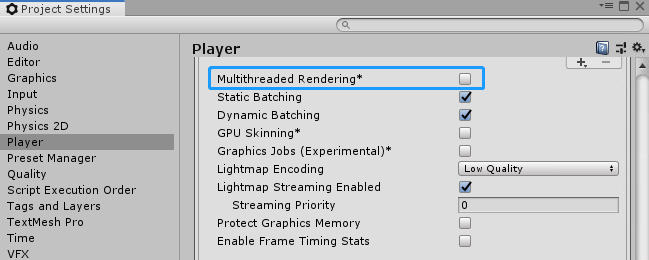 Project Settings
Audio
Editor
Graphics
Input
Physics
Physics 2D
Player
Preset Manager
Quality
Script Execution Order
Tags and Layers
TextMesh Pro
Time
VFX
Player
Multithreaded Rendering*
Static Batching
Dynamic Batching
GPU Skinning*
Graphics Jobs (Experimental)*
Lightmap Encoding Low Quality
Lightmap Streaming Enabled
Streaming Priority 0
Protect Graphics Memory
Enable Frame Timing Stats